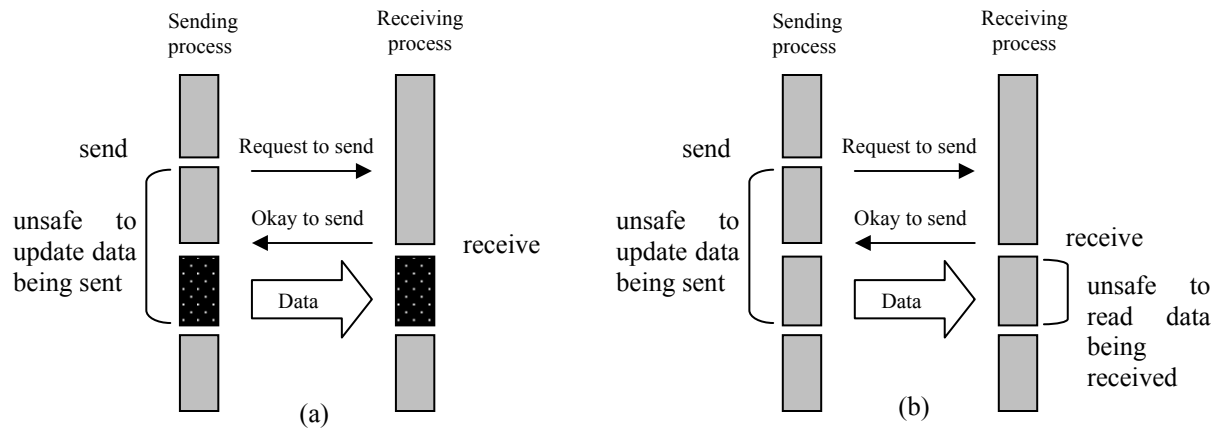 Sending
process
Receiving
process
send
Request to send
Okay to send
unsafe to
update data
being sent
receive
Data
(a)
Sending
process
Receiving
process
send
Request to send
Okay to send
unsafe to
update data
being sent
receive
Data
unsafe to
read data
being
received
(b)